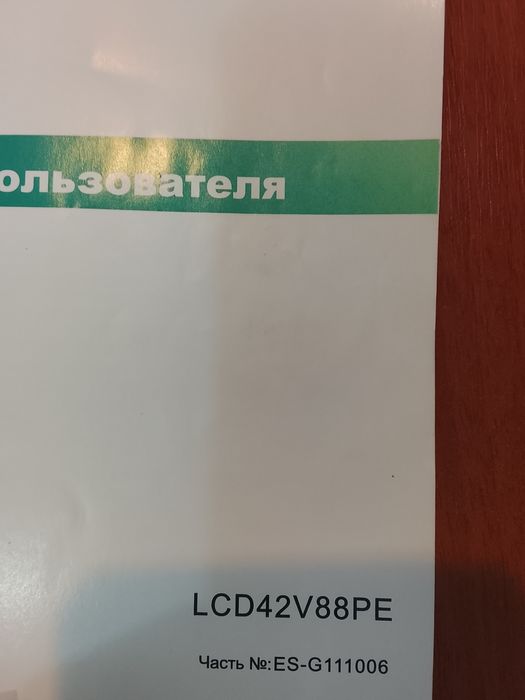 ользователя
LCD42V88PE
Часть №:ES-G111006